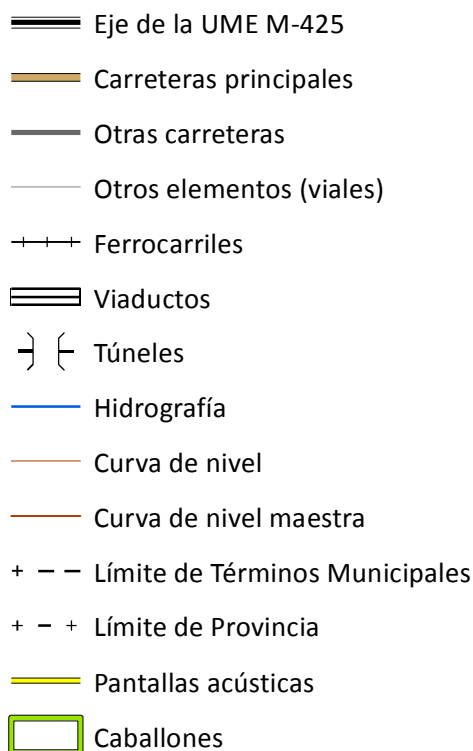 Eje de la UME M-425
Carreteras principales
Otras carreteras
Otros elementos (viales)
Ferrocarriles
Viaductos
Túneles
Hidrografía
Curva de nivel
Curva de nivel maestra
Límite de Términos Municipales
Límite de Provincia
Pantallas acústicas
Caballones